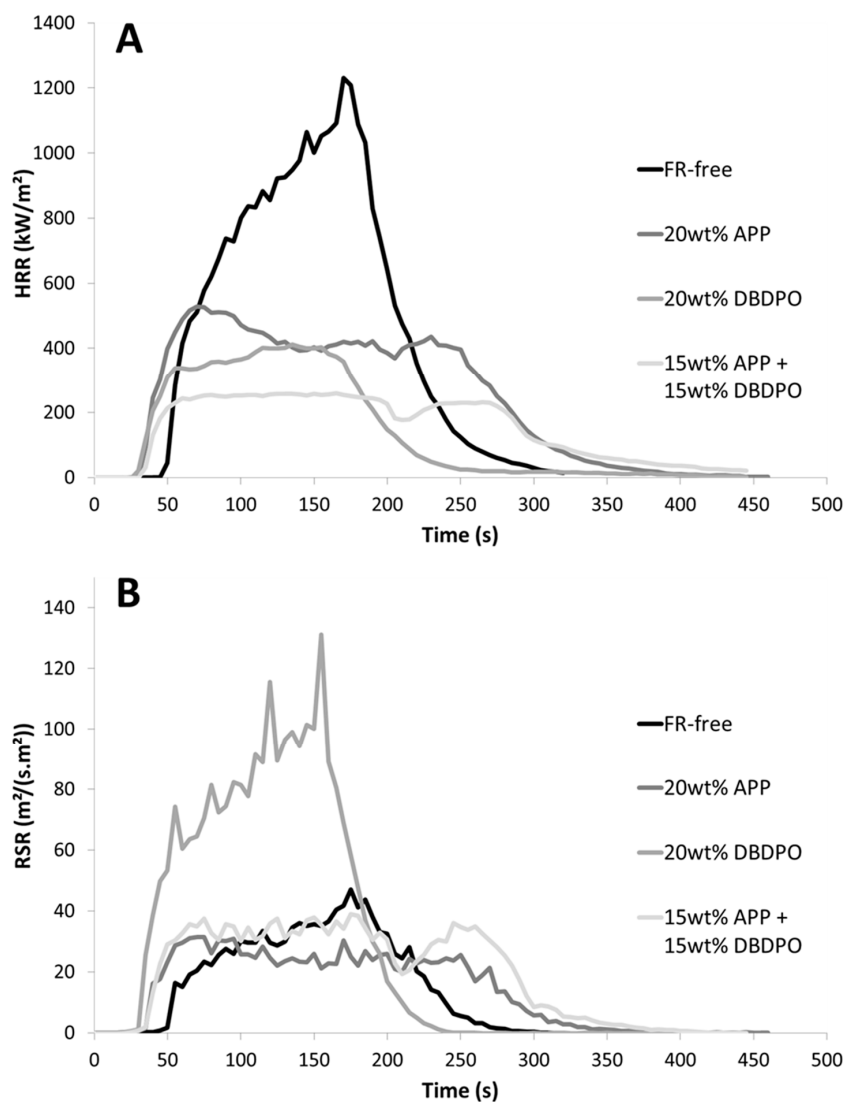 A
1400
1200
1000
800
600
400
200
0
HRR (kW/m²)
FR-free
20wt% APP
20wt% DBDPO
15wt% APP +
15wt% DBDPO
0 50 100 150 200 250 300 350 400 450 500
Time (s)
B
140
120
100
80
60
40
20
0
RSR (m²/(s.m²))
FR-free
20wt% APP
20wt% DBDPO
15wt% APP +
15wt% DBDPO
0 50 100 150 200 250 300 350 400 450 500
Time (s)